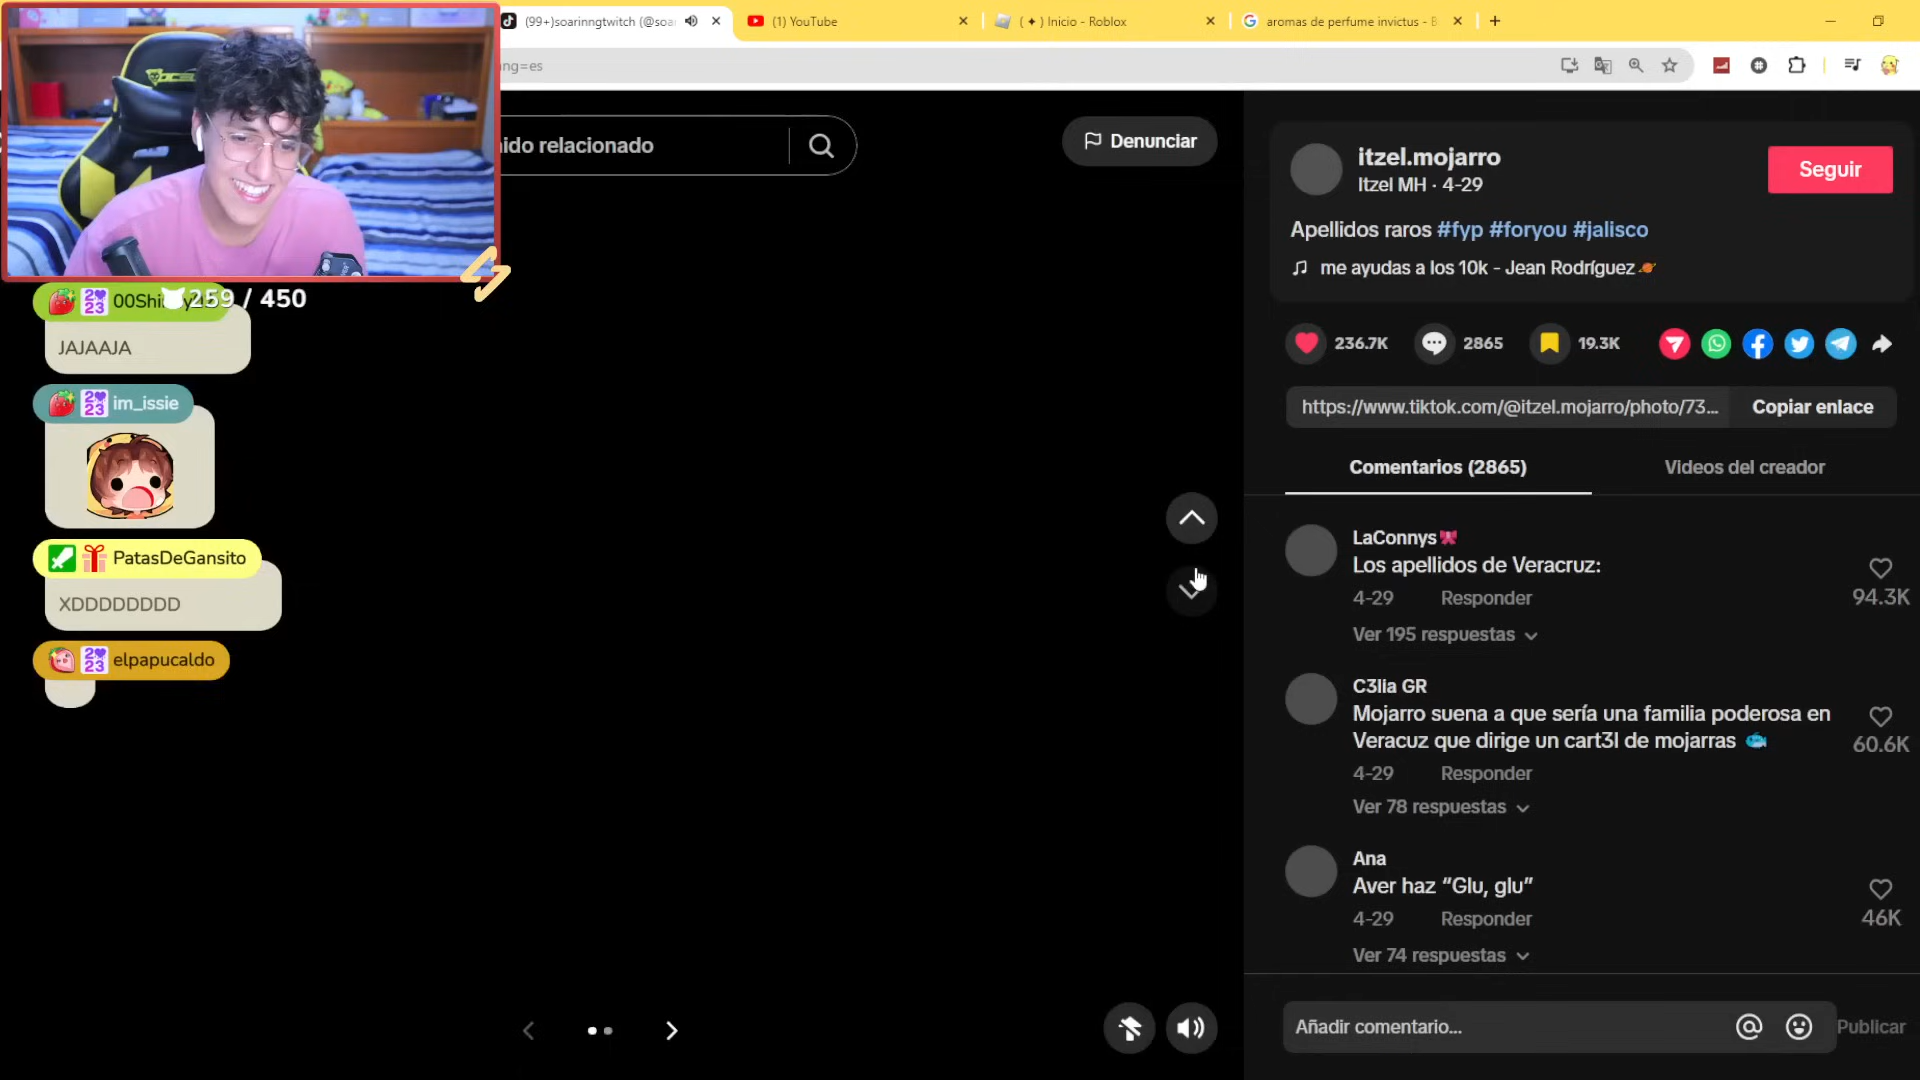 (99+)soarinngtwitch (@soa
(1) YouTube
( ✦ ) Inicio - Roblox
aromas de perfume invictus - B
ng=es
ido relacionado
Denunciar
itzel.mojarro
Itzel MH · 4-29
Seguir
Apellidos raros #fyp #foryou #jalisco
me ayudas a los 10k - Jean Rodríguez🪐
236.7K
2865
19.3K
https://www.tiktok.com/@itzel.mojarro/photo/73...
Copiar enlace
Comentarios (2865)
Videos del creador
LaConnys🎀
Los apellidos de Veracruz:
4-29 Responder
94.3K
Ver 195 respuestas
C3lia GR
Mojarro suena a que sería una familia poderosa en
Veracuz que dirige un cart3l de mojarras 🐟
4-29 Responder
60.6K
Ver 78 respuestas
Ana
Aver haz “Glu, glu”
4-29 Responder
46K
Ver 74 respuestas
Añadir comentario...
Publicar
259 / 450
JAJAAJA
2023 im_issie
PatasDeGansito
XDDDDDDDD
2023 elpapucaldo